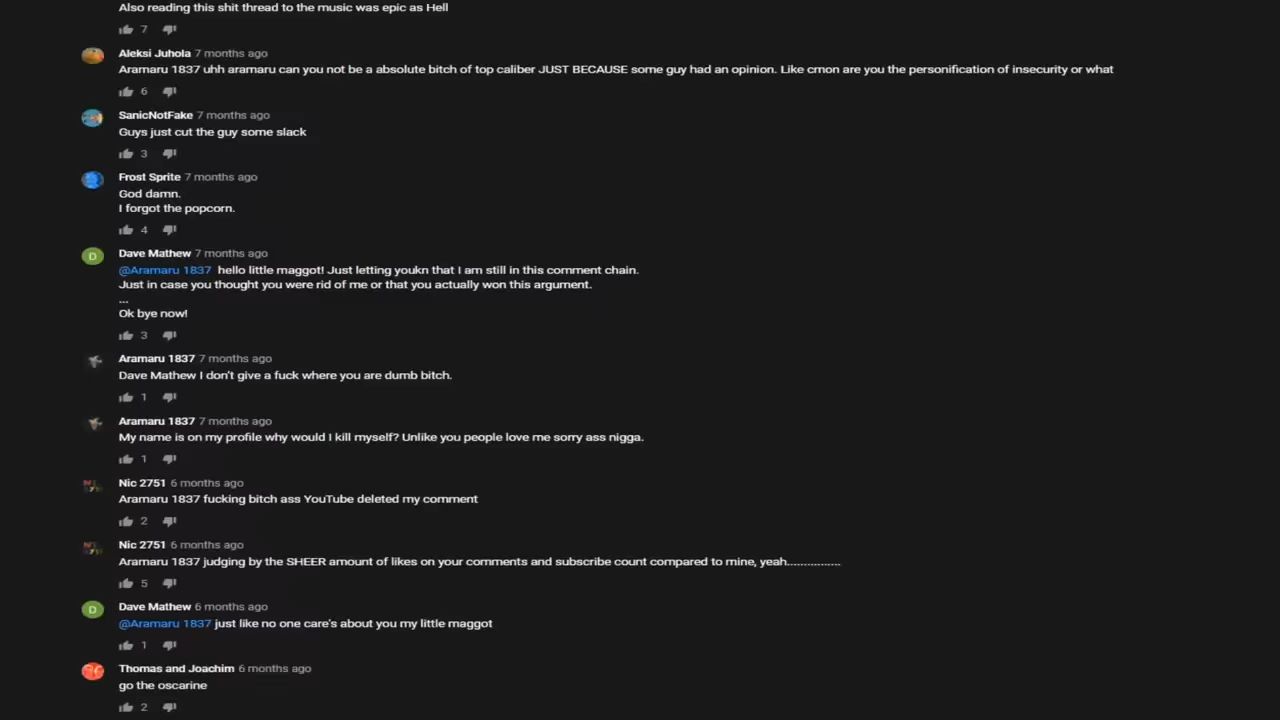 Also reading this shit thread to the music was epic as Hell
7
Aleksi Juhola 7 months ago
Aramaru 1837 uhh aramaru can you not be a absolute bitch of top caliber JUST BECAUSE some guy had an opinion. Like cmon are you the personification of insecurity or what
6
SanicNotFake 7 months ago
Guys just cut the guy some slack
3
Frost Sprite 7 months ago
God damn.
I forgot the popcorn.
4
D
Dave Mathew 7 months ago
@Aramaru 1837 hello little maggot! Just letting youkn that I am still in this comment chain.
Just in case you thought you were rid of me or that you actually won this argument.
...
Ok bye now!
3
Aramaru 1837 7 months ago
Dave Mathew I don't give a fuck where you are dumb bitch.
1
Aramaru 1837 7 months ago
My name is on my profile why would I kill myself? Unlike you people love me sorry ass nigga.
1
Nic 2751 6 months ago
Aramaru 1837 fucking bitch ass YouTube deleted my comment
2
Nic 2751 6 months ago
Aramaru 1837 judging by the SHEER amount of likes on your comments and subscribe count compared to mine, yeah................
5
D
Dave Mathew 6 months ago
@Aramaru 1837 just like no one care's about you my little maggot
1
Thomas and Joachim 6 months ago
go the oscarine
2